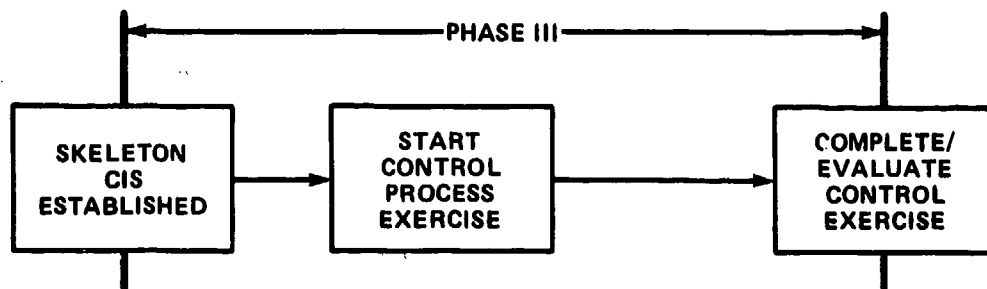 PHASE III
SKELETON
CIS
ESTABLISHED
START
CONTROL
PROCESS
EXERCISE
COMPLETE/
EVALUATE
CONTROL
EXERCISE